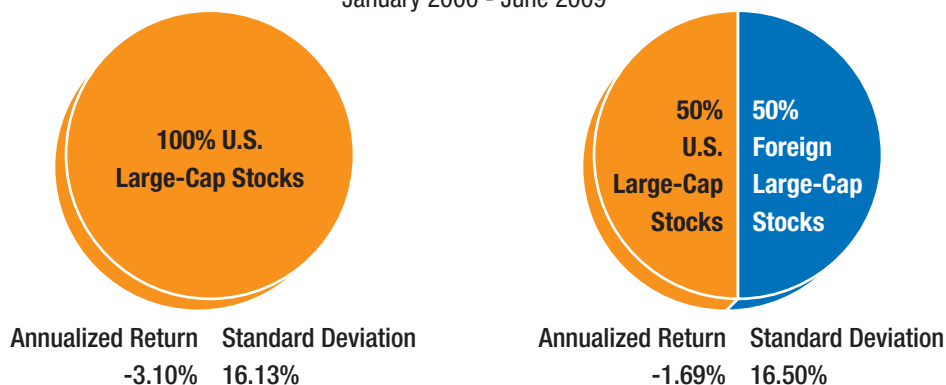 January 2000 - June 2009
100% U.S.
Large-Cap Stocks
50%
U.S.
Large-Cap
Stocks
50%
Foreign
Large-Cap
Stocks
Annualized Return Standard Deviation
-3.10% 16.13%
Annualized Return Standard Deviation
-1.69% 16.50%